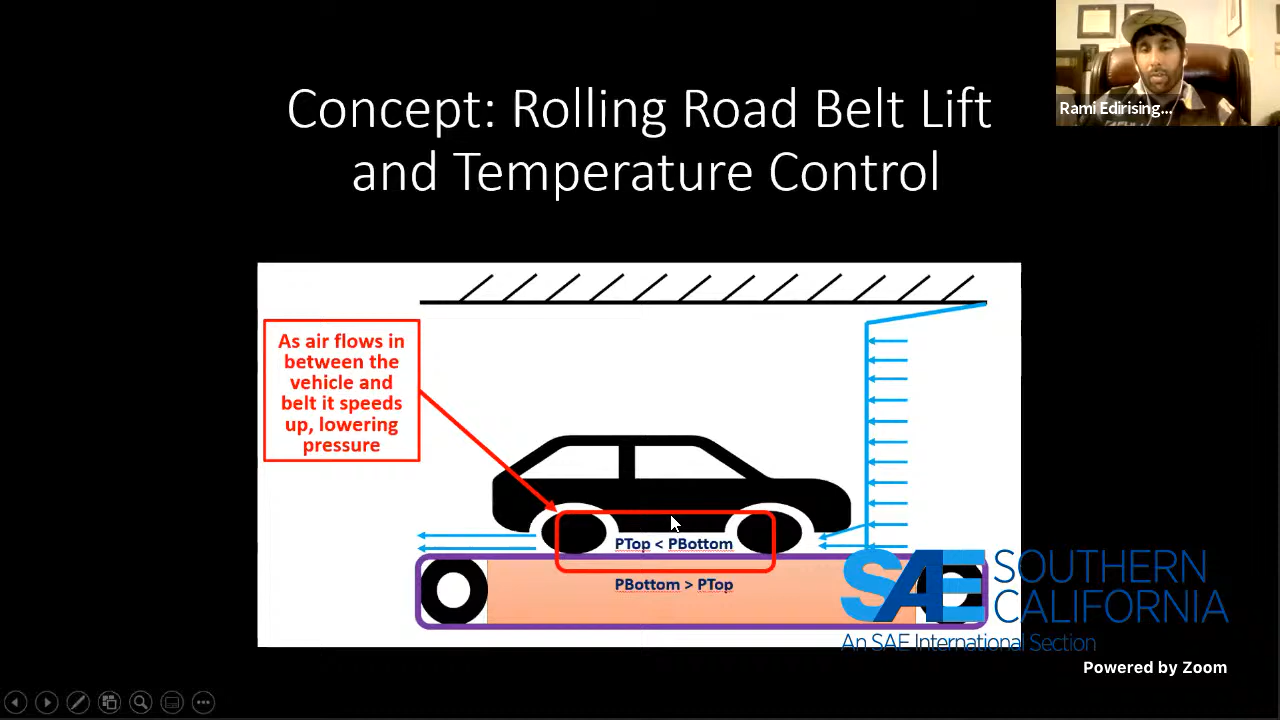 Concept: Rolling Road Belt Lift
and Temperature Control
Rami Edirising...
As air flows in
between the
vehicle and
belt it speeds
up, lowering
pressure
PTop < PBottom
PBottom > PTop
SAE SOUTHERN
CALIFORNIA
An SAE International Section
Powered by Zoom